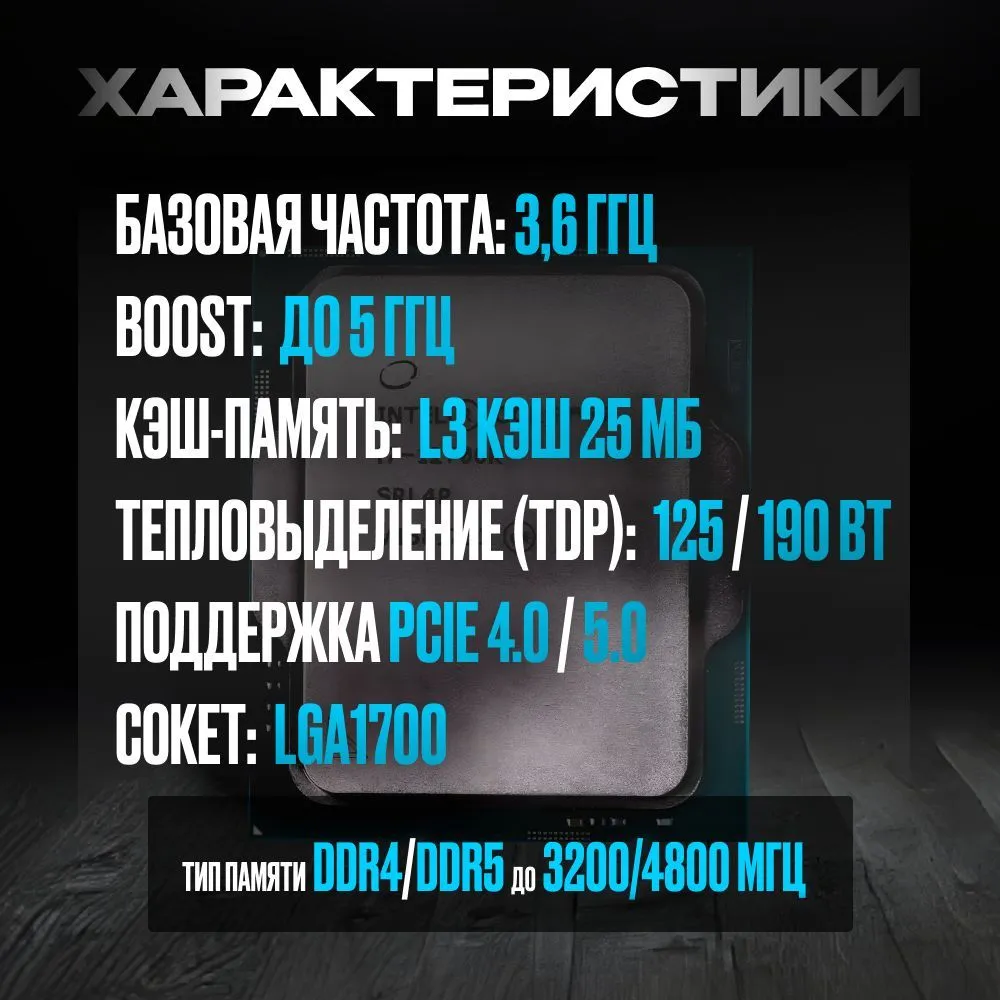 ХАРАКТЕРИСТИКИ
БАЗОВАЯ ЧАСТОТА: 3,6 ГГЦ
BOOST: ДО 5 ГГЦ
INTEL
КЭШ-ПАМЯТЬ: L3 КЭШ 25 МБ
ТЕПЛОВЫДЕЛЕНИЕ (TDP): 125 / 190 ВТ
ПОДДЕРЖКА PCIE 4.0 / 5.0
СОКЕТ: LGA1700
ТИП ПАМЯТИ DDR4/DDR5 ДО 3200/4800 МГЦ